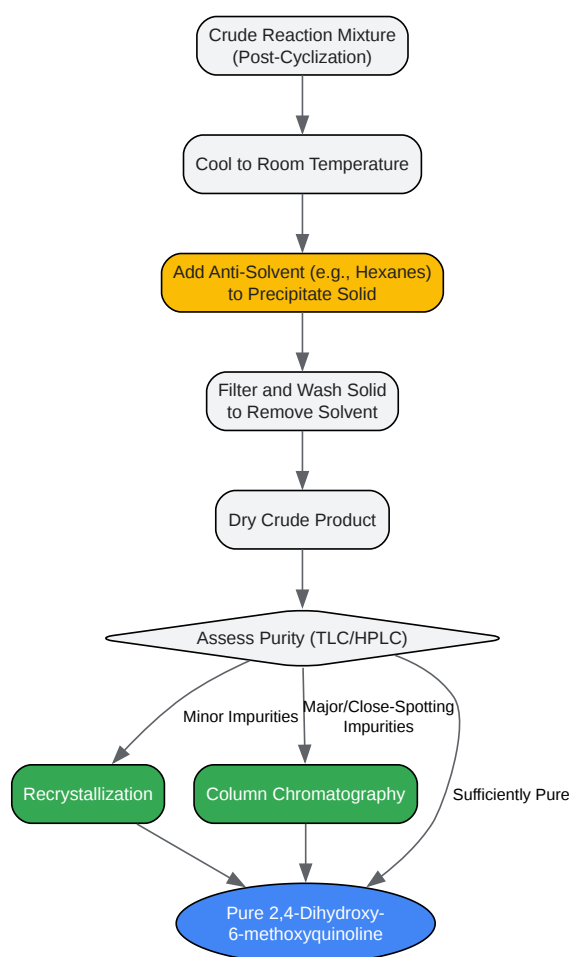 Crude Reaction Mixture
(Post-Cyclization)
Cool to Room Temperature
Add Anti-Solvent (e.g., Hexanes)
to Precipitate Solid
Filter and Wash Solid
to Remove Solvent
Dry Crude Product
Assess Purity (TLC/HPLC)
Minor Impurities
Major/Close-Spotting
Impurities
Sufficiently Pure
Recrystallization
Column Chromatography
Pure 2,4-Dihydroxy-
6-methoxyquinoline